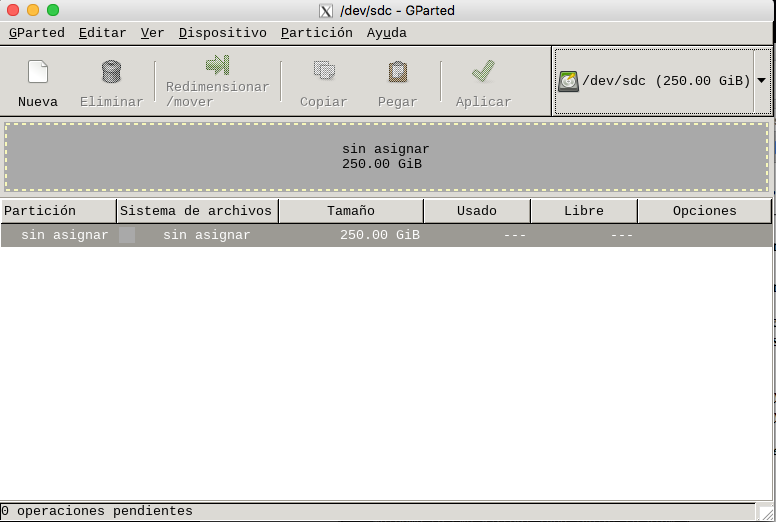 /dev/sdc - GParted
GParted Editar Ver Dispositivo Partición Ayuda
Nueva Eliminar Redimensionar
/mover Copiar Pegar Aplicar
/dev/sdc (250.00 GiB)
sin asignar
250.00 GiB
Partición Sistema de archivos Tamaño Usado Libre Opciones
sin asignar sin asignar 250.00 GiB --- ---
0 operaciones pendientes